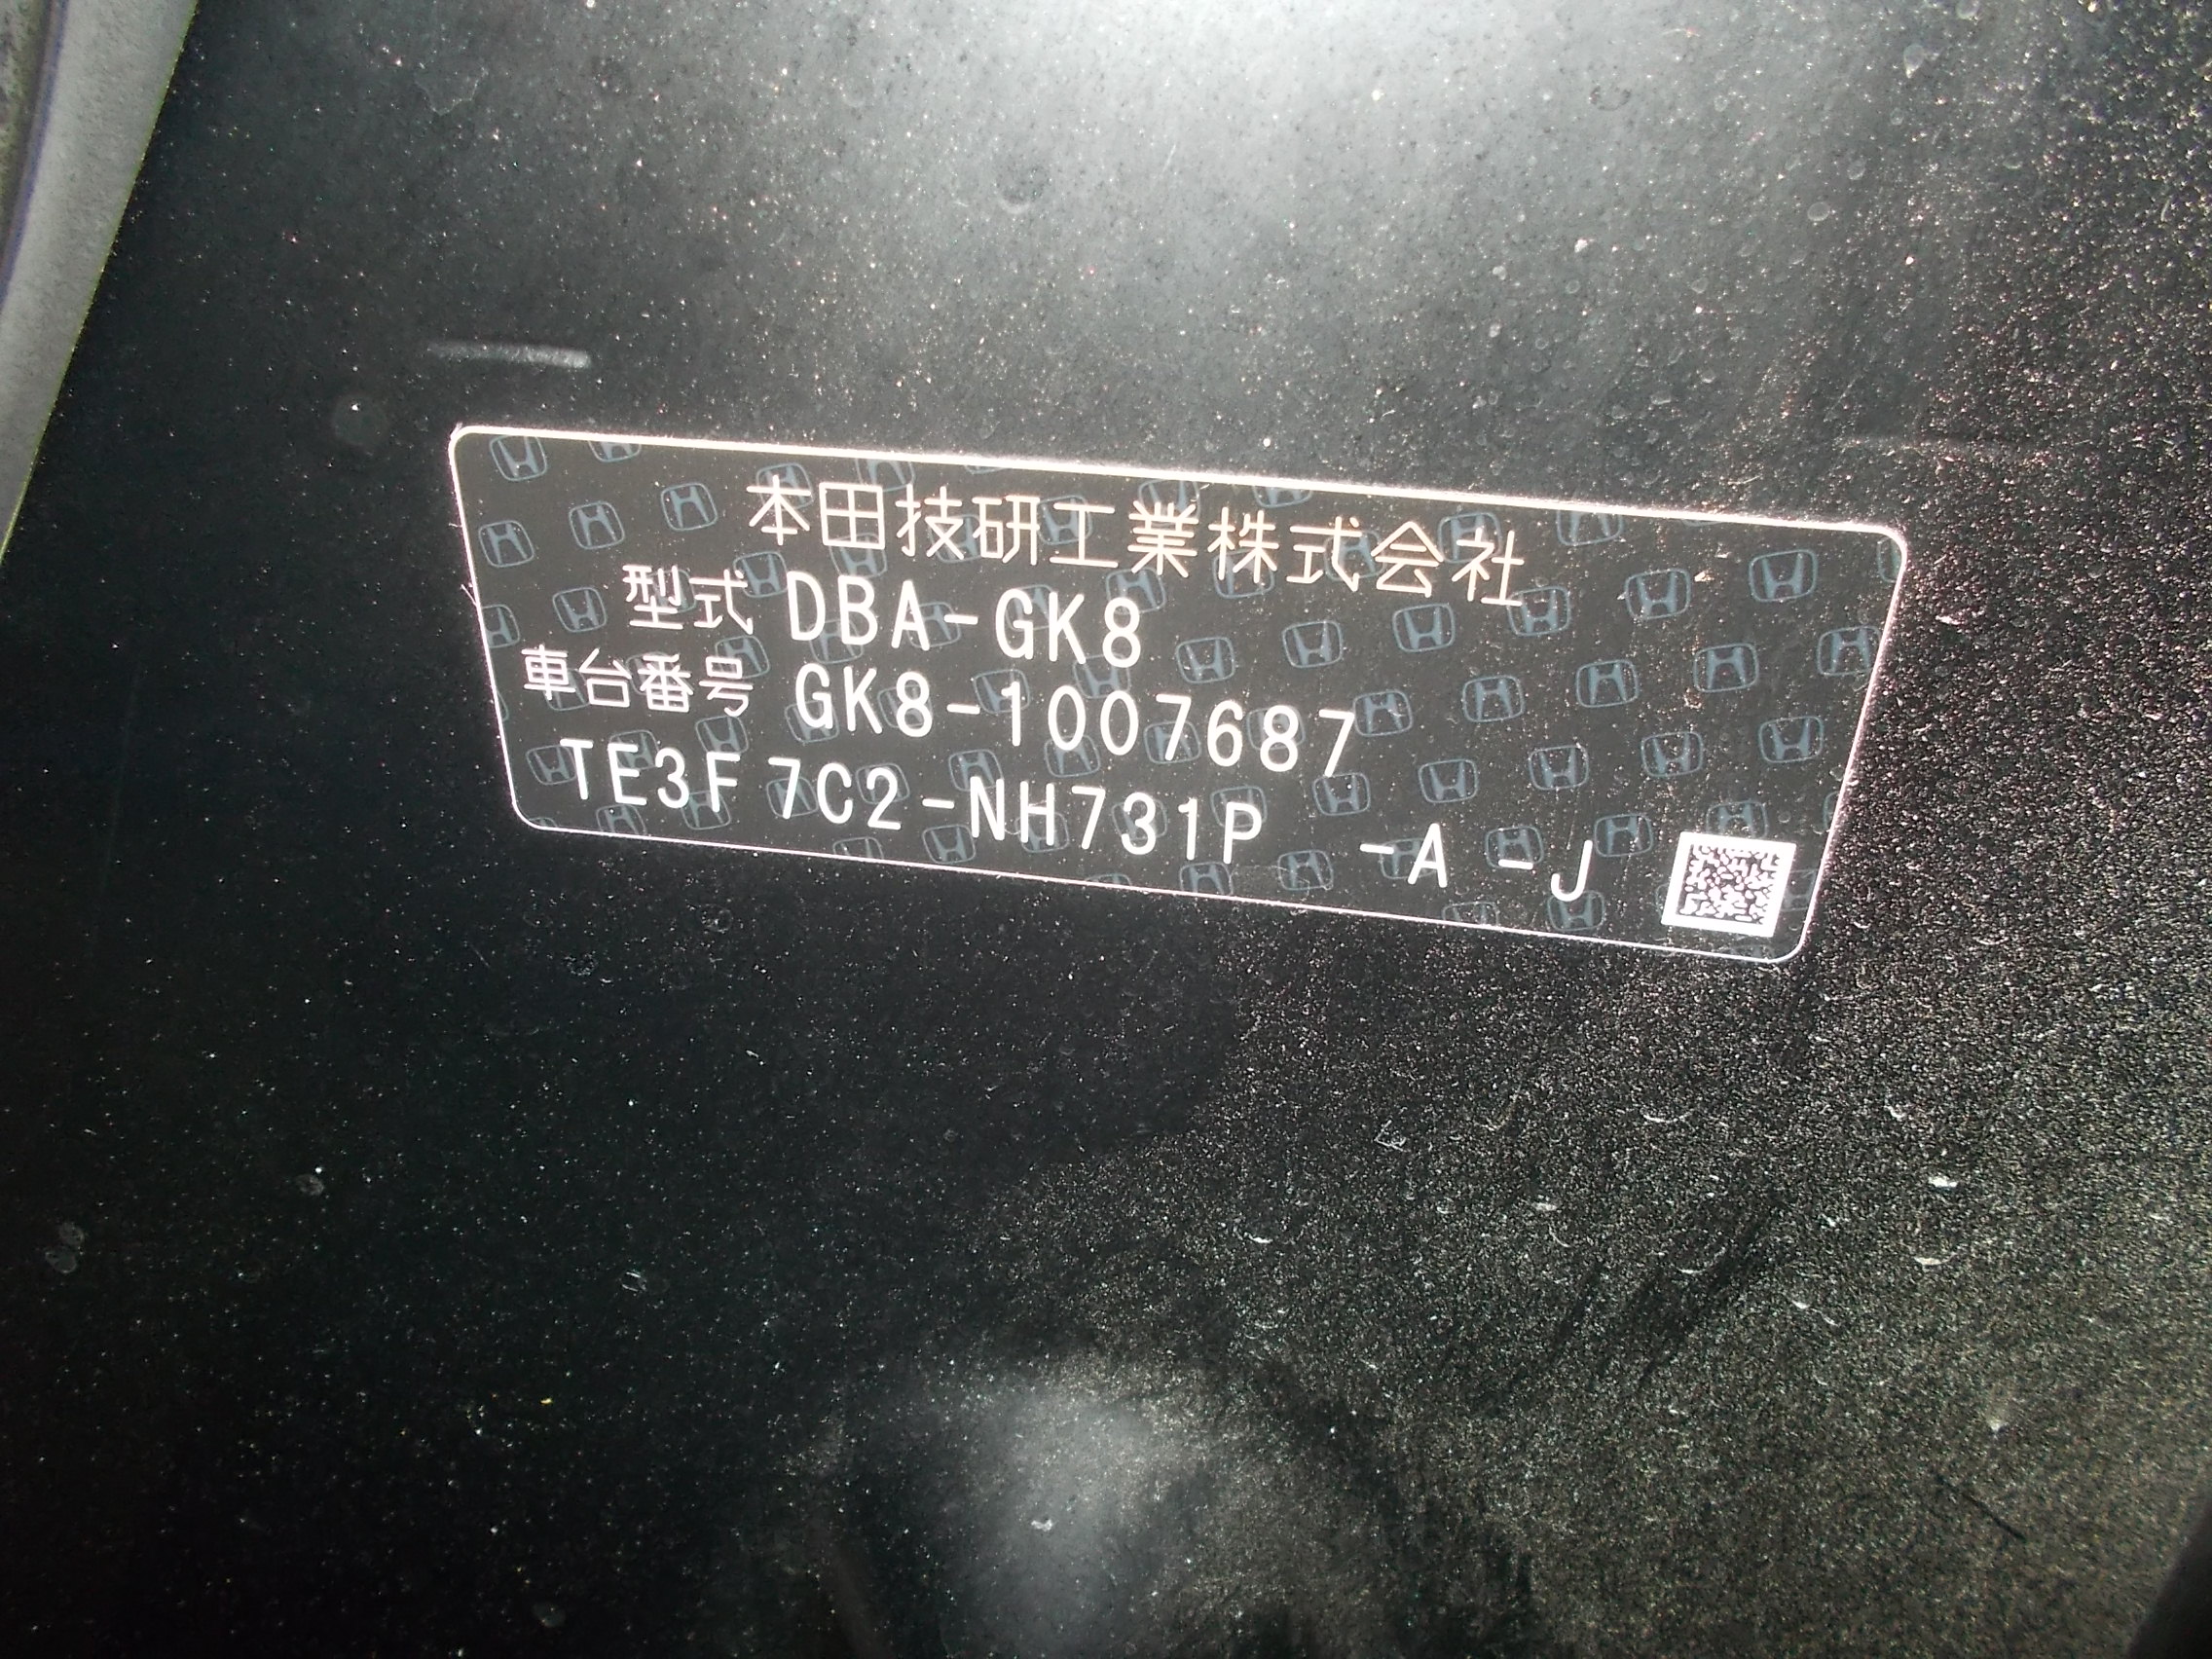 本田技研工業株式会社
型式 DBA-GK8
車台番号 GK8-1007687
TE3F7C2-NH731P -A -J